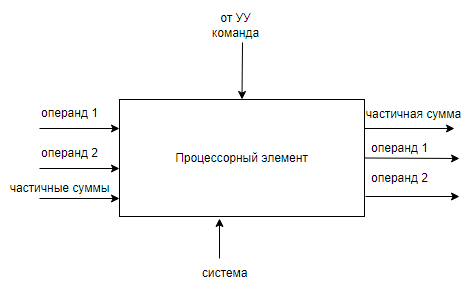 от УУ
команда
операнд 1
частичная сумма
операнд 2
Процессорный элемент
операнд 1
частичные суммы
операнд 2
система